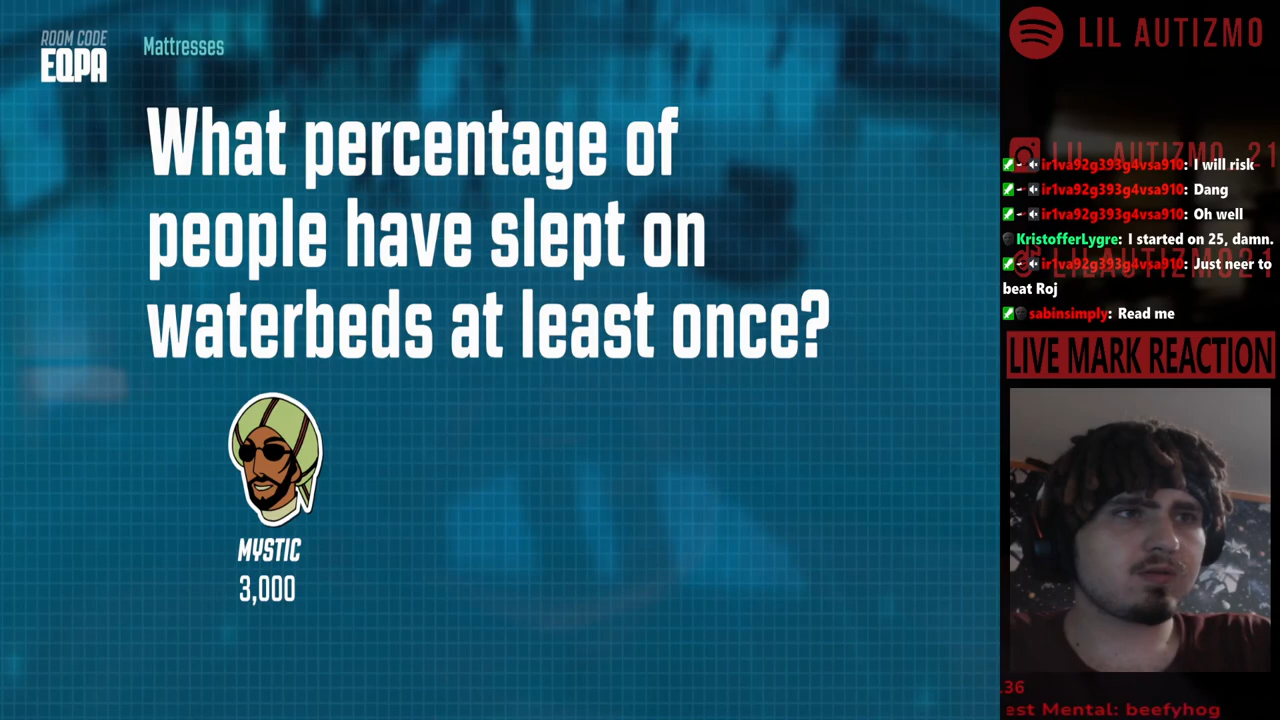 ROOM CODE
EQPA
Mattresses
What percentage of
people have slept on
waterbeds at least once?
MYSTIC
3,000
LIL AUTIZMO
LIL_AUTIZMO_21
ir1va92g393g4vsa910: I will risk
ir1va92g393g4vsa910: Dang
ir1va92g393g4vsa910: Oh well
KristofferLygre: I started on 25, damn.
LILAUTIZMO21
ir1va92g393g4vsa910: Just neer to
beat Roj
sabinsimply: Read me
LIVE MARK REACTION
36
est Mental: beefyhog